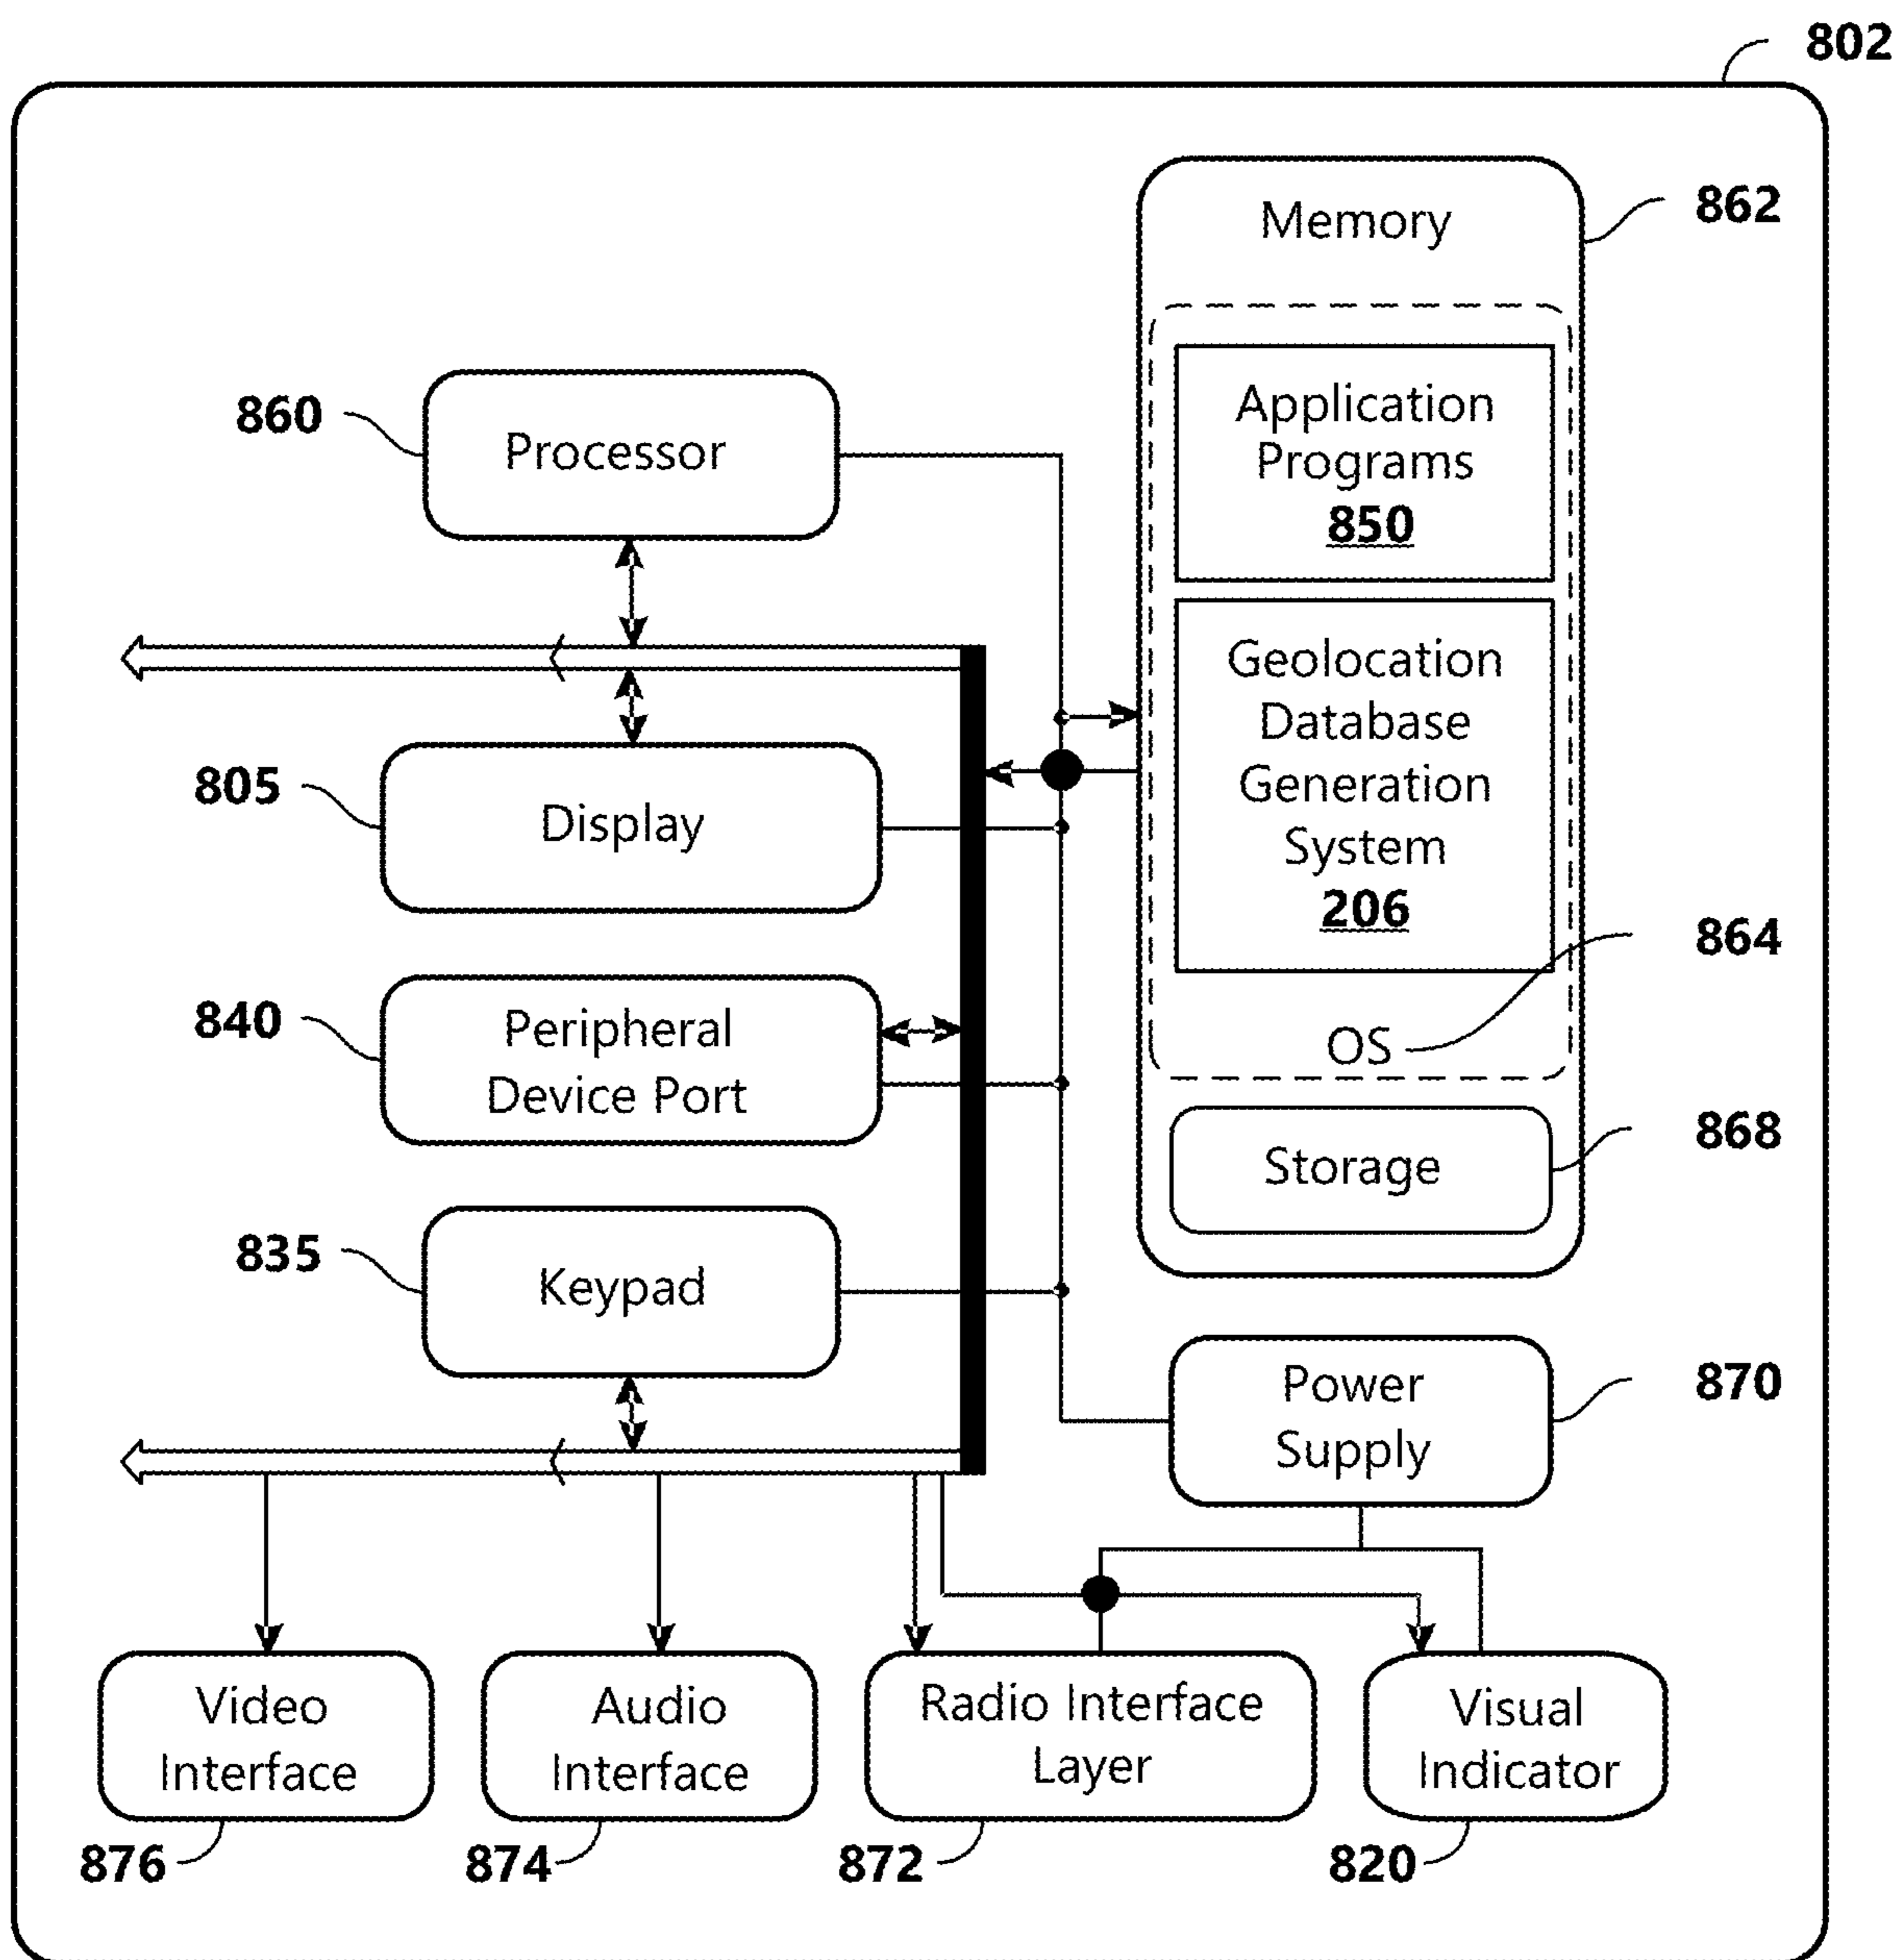 802
Memory
862
Application
Programs
850
860
Processor
Geolocation
Database
Generation
System
206
805
Display
864
840
Peripheral
Device Port
OS
868
Storage
835
Keypad
Power
Supply
870
Video
Interface
Audio
Interface
Radio Interface
Layer
Visual
Indicator
876
874
872
820